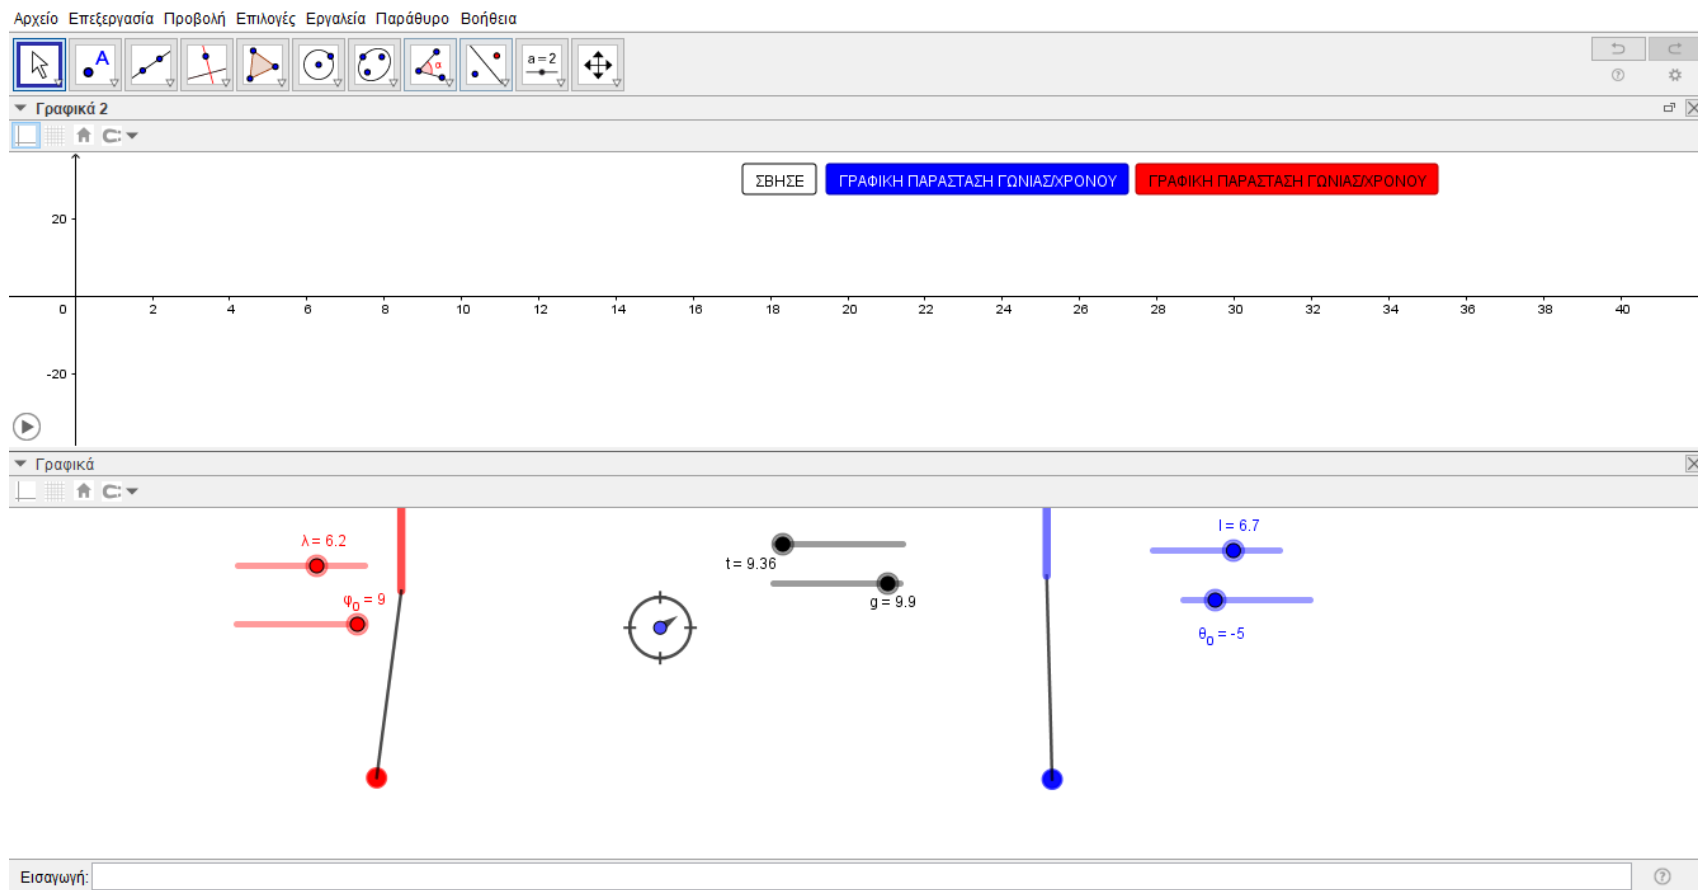 Αρχείο Επεξεργασία Προβολή Επιλογές Εργαλεία Παράθυρο Βοήθεια
A
α
a=2
Γραφικά 2
ΣΒΗΣΕ ΓΡΑΦΙΚΗ ΠΑΡΑΣΤΑΣΗ ΓΩΝΙΑΣ/ΧΡΟΝΟΥ ΓΡΑΦΙΚΗ ΠΑΡΑΣΤΑΣΗ ΓΩΝΙΑΣ/ΧΡΟΝΟΥ
20
0 2 4 6 8 10 12 14 16 18 20 22 24 26 28 30 32 34 36 38 40
-20
Γραφικά
λ = 6.2
φ0 = 9
t = 9.36
g = 9.9
l = 6.7
θ0 = -5
Εισαγωγή: